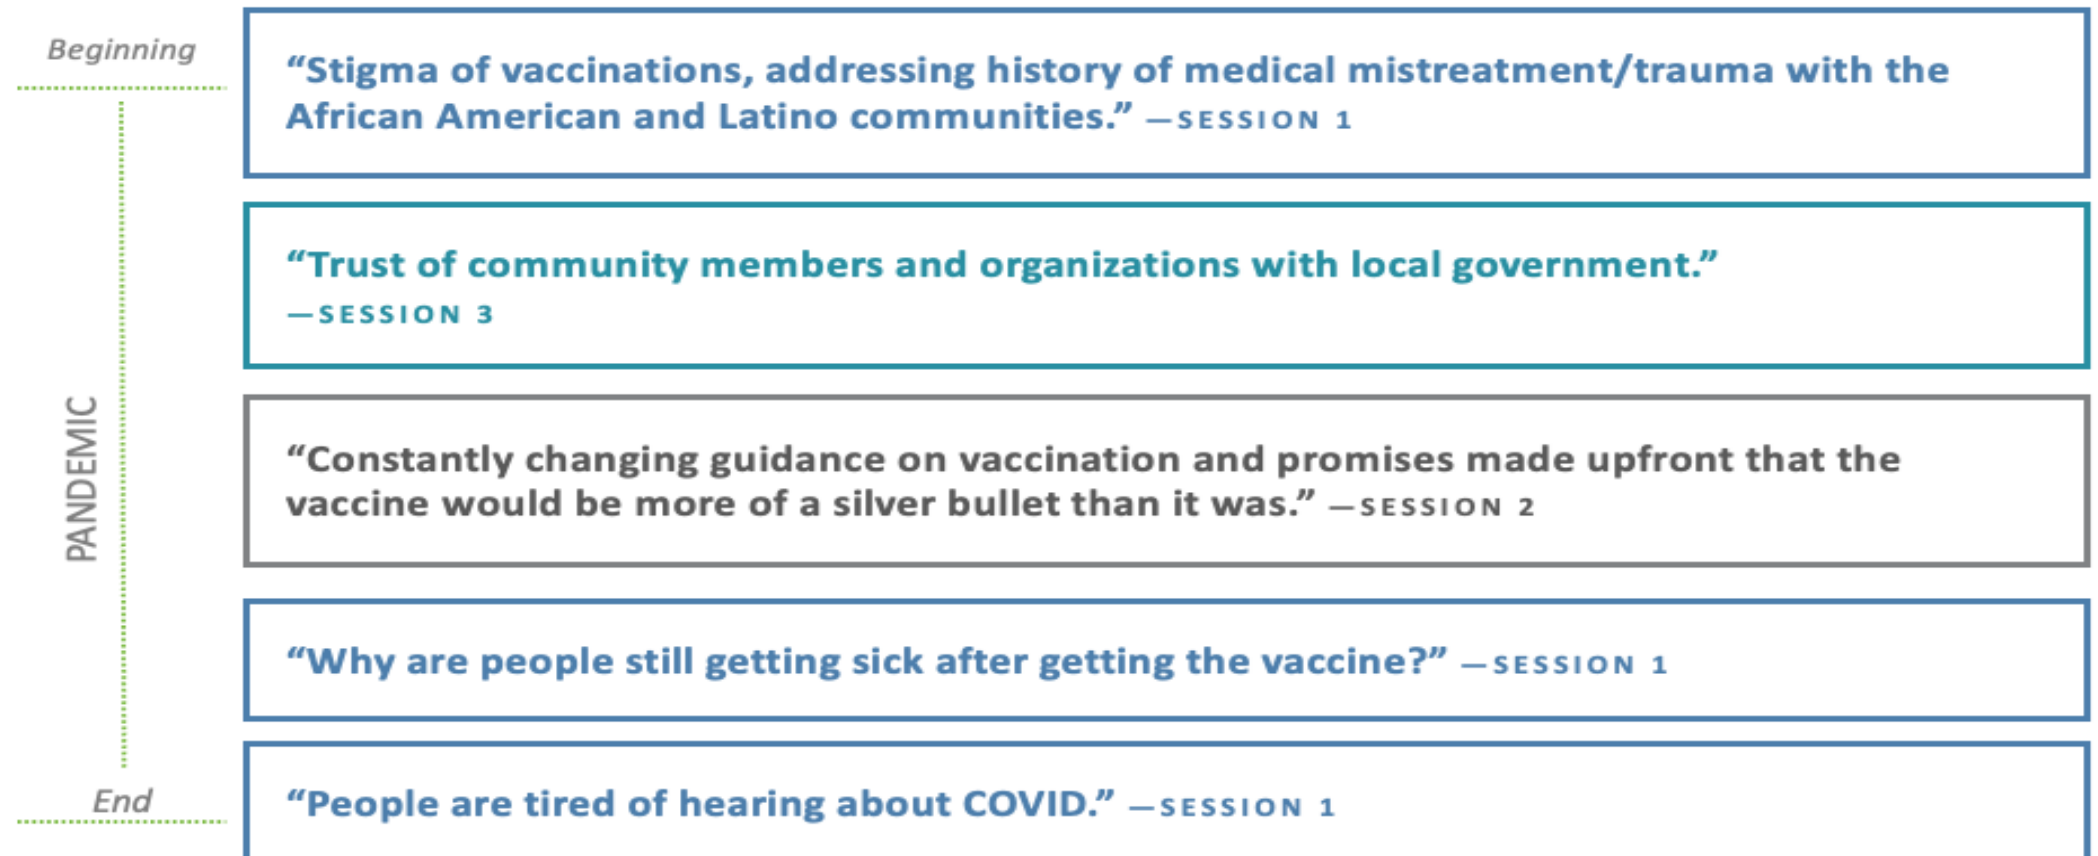 Beginning
“Stigma of vaccinations, addressing history of medical mistreatment/trauma with the
African American and Latino communities.” —SESSION 1
“Trust of community members and organizations with local government.”
—SESSION 3
PANDEMIC
“Constantly changing guidance on vaccination and promises made upfront that the
vaccine would be more of a silver bullet than it was.” —SESSION 2
“Why are people still getting sick after getting the vaccine?” —SESSION 1
End
“People are tired of hearing about COVID.” —SESSION 1